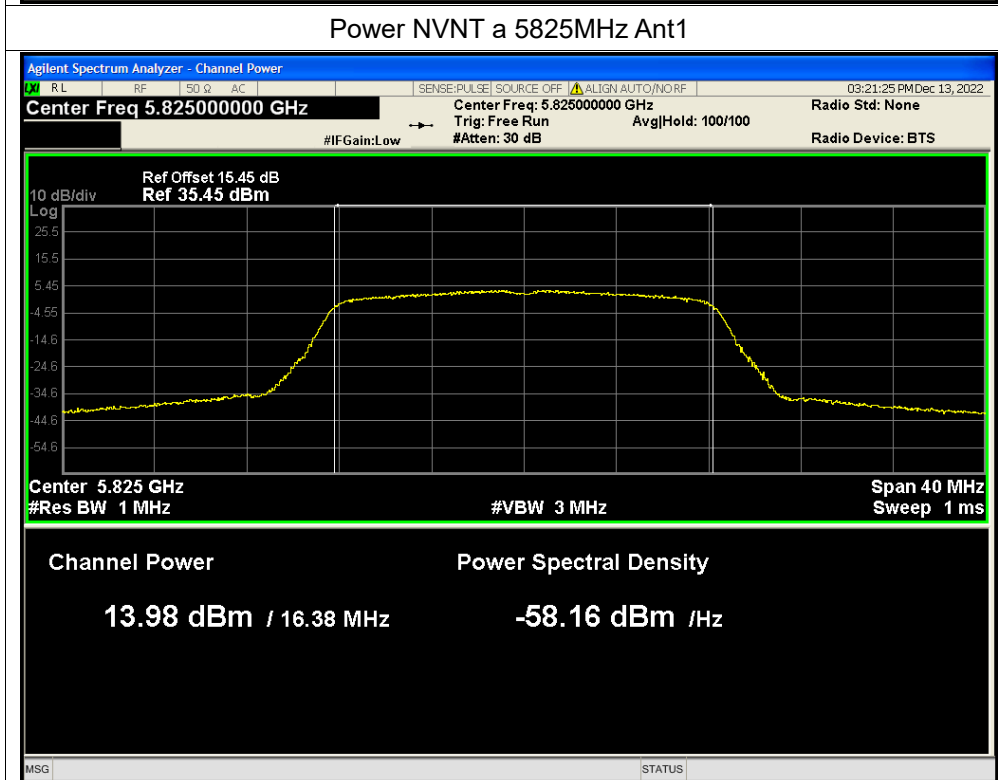 Power NVNT a 5825MHz Ant1
Agilent Spectrum Analyzer - Channel Power
LXI RL RF 50 Ω AC SENSE:PULSE SOURCE OFF ALIGN AUTO/NO RF 03:21:25 PM Dec 13, 2022
Center Freq 5.825000000 GHz Center Freq: 5.825000000 GHz Radio Std: None
Trig: Free Run Avg|Hold: 100/100
#IFGain:Low #Atten: 30 dB Radio Device: BTS
Ref Offset 15.45 dB
10 dB/div Ref 35.45 dBm
Log
25.5
15.5
5.45
-4.55
-14.6
-24.6
-34.6
-44.6
-54.6
Center 5.825 GHz Span 40 MHz
#Res BW 1 MHz #VBW 3 MHz Sweep 1 ms
Channel Power Power Spectral Density
13.98 dBm / 16.38 MHz -58.16 dBm /Hz
MSG STATUS